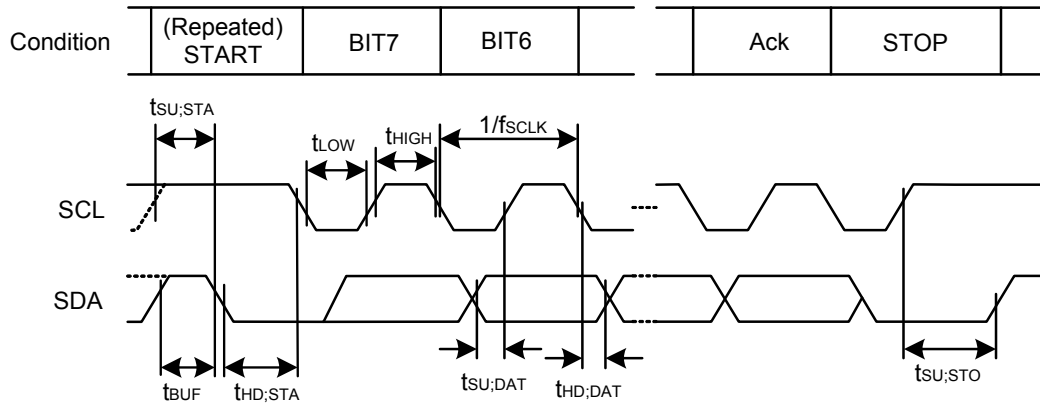 Condition
(Repeated)
START
BIT7
BIT6
Ack
STOP
tSU;STA
tLOW
tHIGH
1/fSCLK
SCL
SDA
tBUF
tHD;STA
tSU;DAT
tHD;DAT
tSU;STO